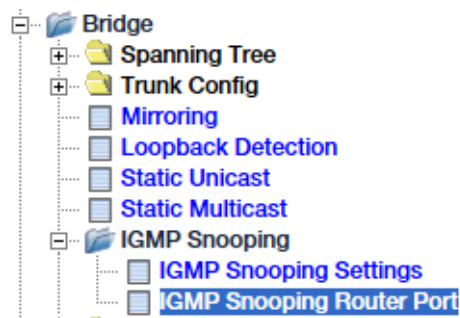 Bridge
Spanning Tree
Trunk Config
Mirroring
Loopback Detection
Static Unicast
Static Multicast
IGMP Snooping
IGMP Snooping Settings
IGMP Snooping Router Port